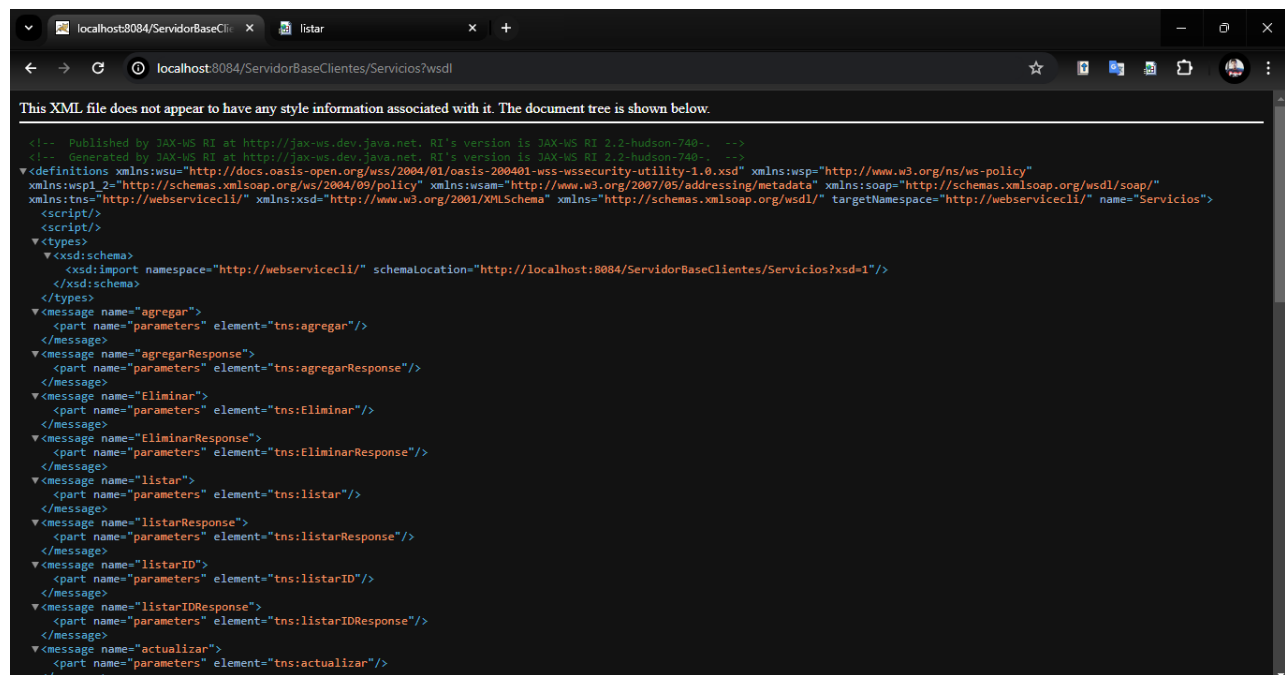 localhost:8084/ServidorBaseClie
listar
localhost:8084/ServidorBaseClientes/Servicios?wsdl
This XML file does not appear to have any style information associated with it. The document tree is shown below.
<!-- Published by JAX-WS RI at http://jax-ws.dev.java.net. RI's version is JAX-WS RI 2.2-hudson-740-. -->
<!-- Generated by JAX-WS RI at http://jax-ws.dev.java.net. RI's version is JAX-WS RI 2.2-hudson-740-. -->
▼<definitions xmlns:wsu="http://docs.oasis-open.org/wss/2004/01/oasis-200401-wss-wssecurity-utility-1.0.xsd" xmlns:wsp="http://www.w3.org/ns/ws-policy"
xmlns:wsp1_2="http://schemas.xmlsoap.org/ws/2004/09/policy" xmlns:wsam="http://www.w3.org/2007/05/addressing/metadata" xmlns:soap="http://schemas.xmlsoap.org/wsdl/soap/"
xmlns:tns="http://webservicecli/" xmlns:xsd="http://www.w3.org/2001/XMLSchema" xmlns="http://schemas.xmlsoap.org/wsdl/" targetNamespace="http://webservicecli/" name="Servicios">
<script/>
<script/>
▼<types>
▼<xsd:schema>
<xsd:import namespace="http://webservicecli/" schemaLocation="http://localhost:8084/ServidorBaseClientes/Servicios?xsd=1"/>
</xsd:schema>
</types>
▼<message name="agregar">
<part name="parameters" element="tns:agregar"/>
</message>
▼<message name="agregarResponse">
<part name="parameters" element="tns:agregarResponse"/>
</message>
▼<message name="Eliminar">
<part name="parameters" element="tns:Eliminar"/>
</message>
▼<message name="EliminarResponse">
<part name="parameters" element="tns:EliminarResponse"/>
</message>
▼<message name="listar">
<part name="parameters" element="tns:listar"/>
</message>
▼<message name="listarResponse">
<part name="parameters" element="tns:listarResponse"/>
</message>
▼<message name="listarID">
<part name="parameters" element="tns:listarID"/>
</message>
▼<message name="listarIDResponse">
<part name="parameters" element="tns:listarIDResponse"/>
</message>
▼<message name="actualizar">
<part name="parameters" element="tns:actualizar"/>